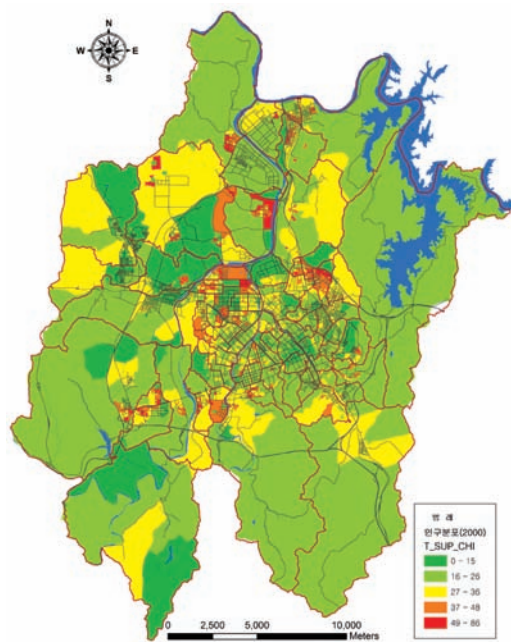 N
W E
S
범 례
인구분포(2000)
T_SUP_CHI
0 - 15
16 - 26
27 - 36
37 - 48
49 - 86
0 2,500 5,000 10,000
Meters